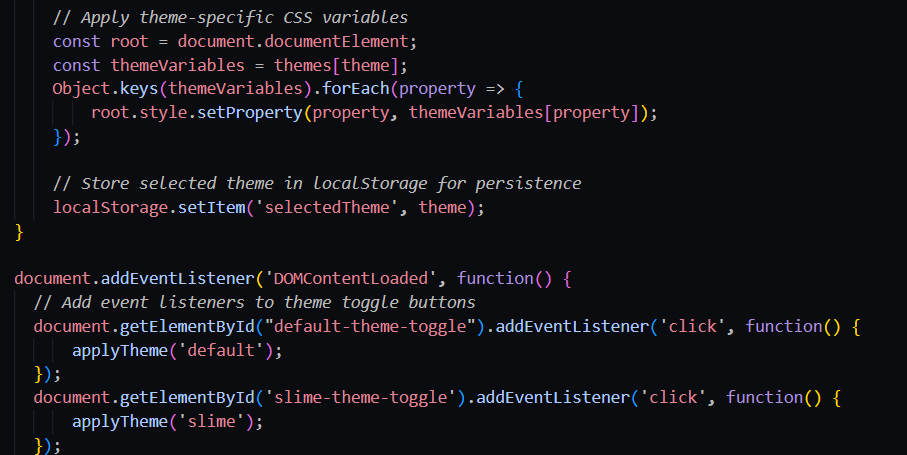 // Apply theme-specific CSS variables
const root = document.documentElement;
const themeVariables = themes[theme];
Object.keys(themeVariables).forEach(property => {
root.style.setProperty(property, themeVariables[property]);
});
// Store selected theme in localStorage for persistence
localStorage.setItem('selectedTheme', theme);
}
document.addEventListener('DOMContentLoaded', function() {
// Add event listeners to theme toggle buttons
document.getElementById("default-theme-toggle").addEventListener('click', function() {
applyTheme('default');
});
document.getElementById('slime-theme-toggle').addEventListener('click', function() {
applyTheme('slime');
});